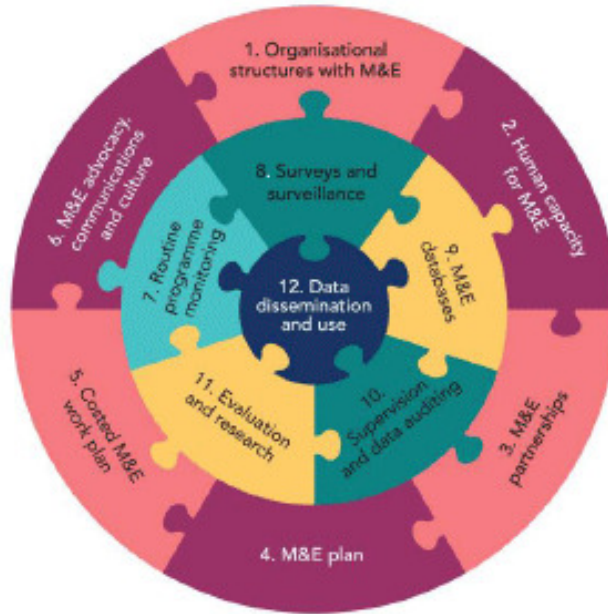 1. Organisational
structures with M&E
2. Human capacity
for M&E
3. M&E
partnerships
4. M&E plan
5. Costed M&E
work plan
6. M&E advocacy,
communications
and culture
7. Routine
programme
monitoring
8. Surveys and
surveillance
9. M&E
databases
10.
Supervision
and data auditing
11. Evaluation
and research
12. Data
dissemination
and use